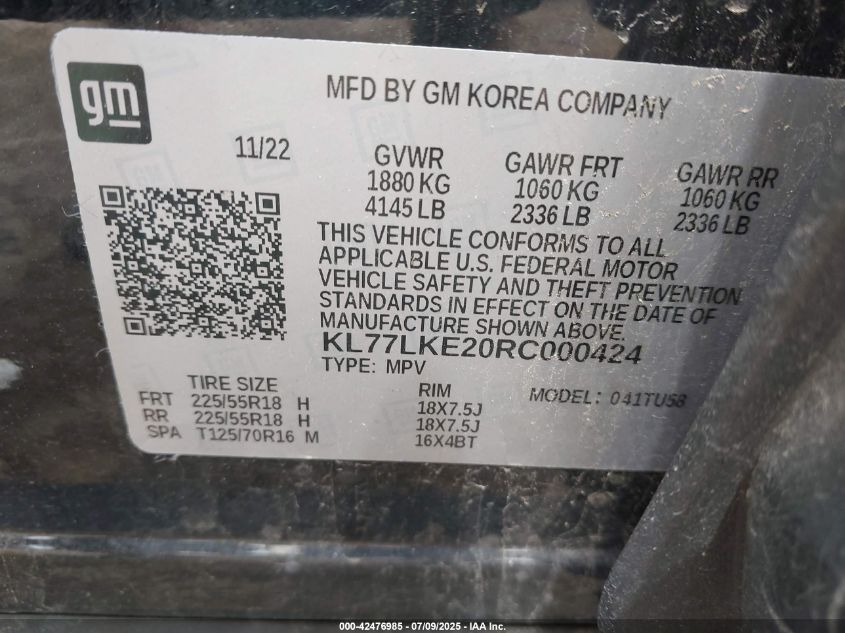 gm
MFD BY GM KOREA COMPANY
11/22
GVWR
1880 KG
4145 LB
GAWR FRT
1060 KG
2336 LB
GAWR RR
1060 KG
2336 LB
THIS VEHICLE CONFORMS TO ALL
APPLICABLE U.S. FEDERAL MOTOR
VEHICLE SAFETY AND THEFT PREVENTION
STANDARDS IN EFFECT ON THE DATE OF
MANUFACTURE SHOWN ABOVE.
KL77LKE20RC000424
TYPE: MPV
MODEL: 041TU58
TIRE SIZE
RIM
FRT 225/55R18 H 18X7.5J
RR 225/55R18 H 18X7.5J
SPA T125/70R16 M 16X4BT
000-42476985 - 07/09/2025 - IAA Inc.